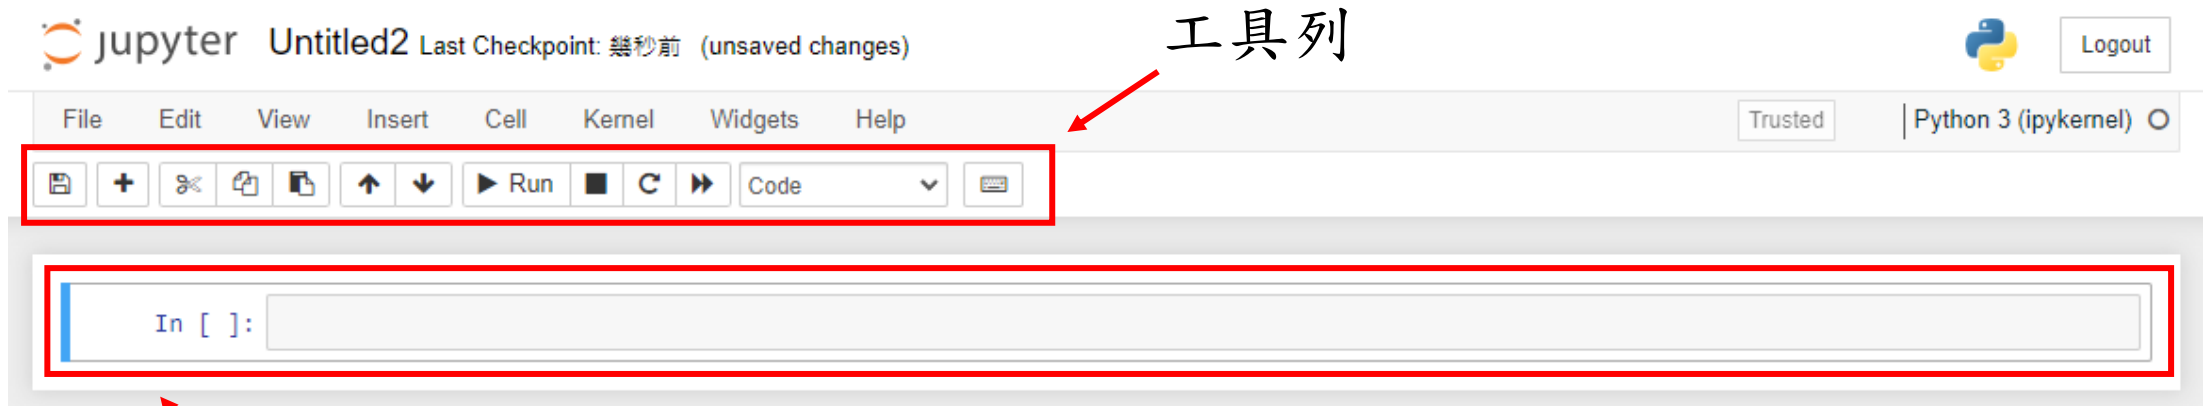 工具列
jupyter Untitled2 Last Checkpoint: 幾秒前 (unsaved changes) Logout
File Edit View Insert Cell Kernel Widgets Help Trusted Python 3 (ipykernel)
Run Code
In [ ]: